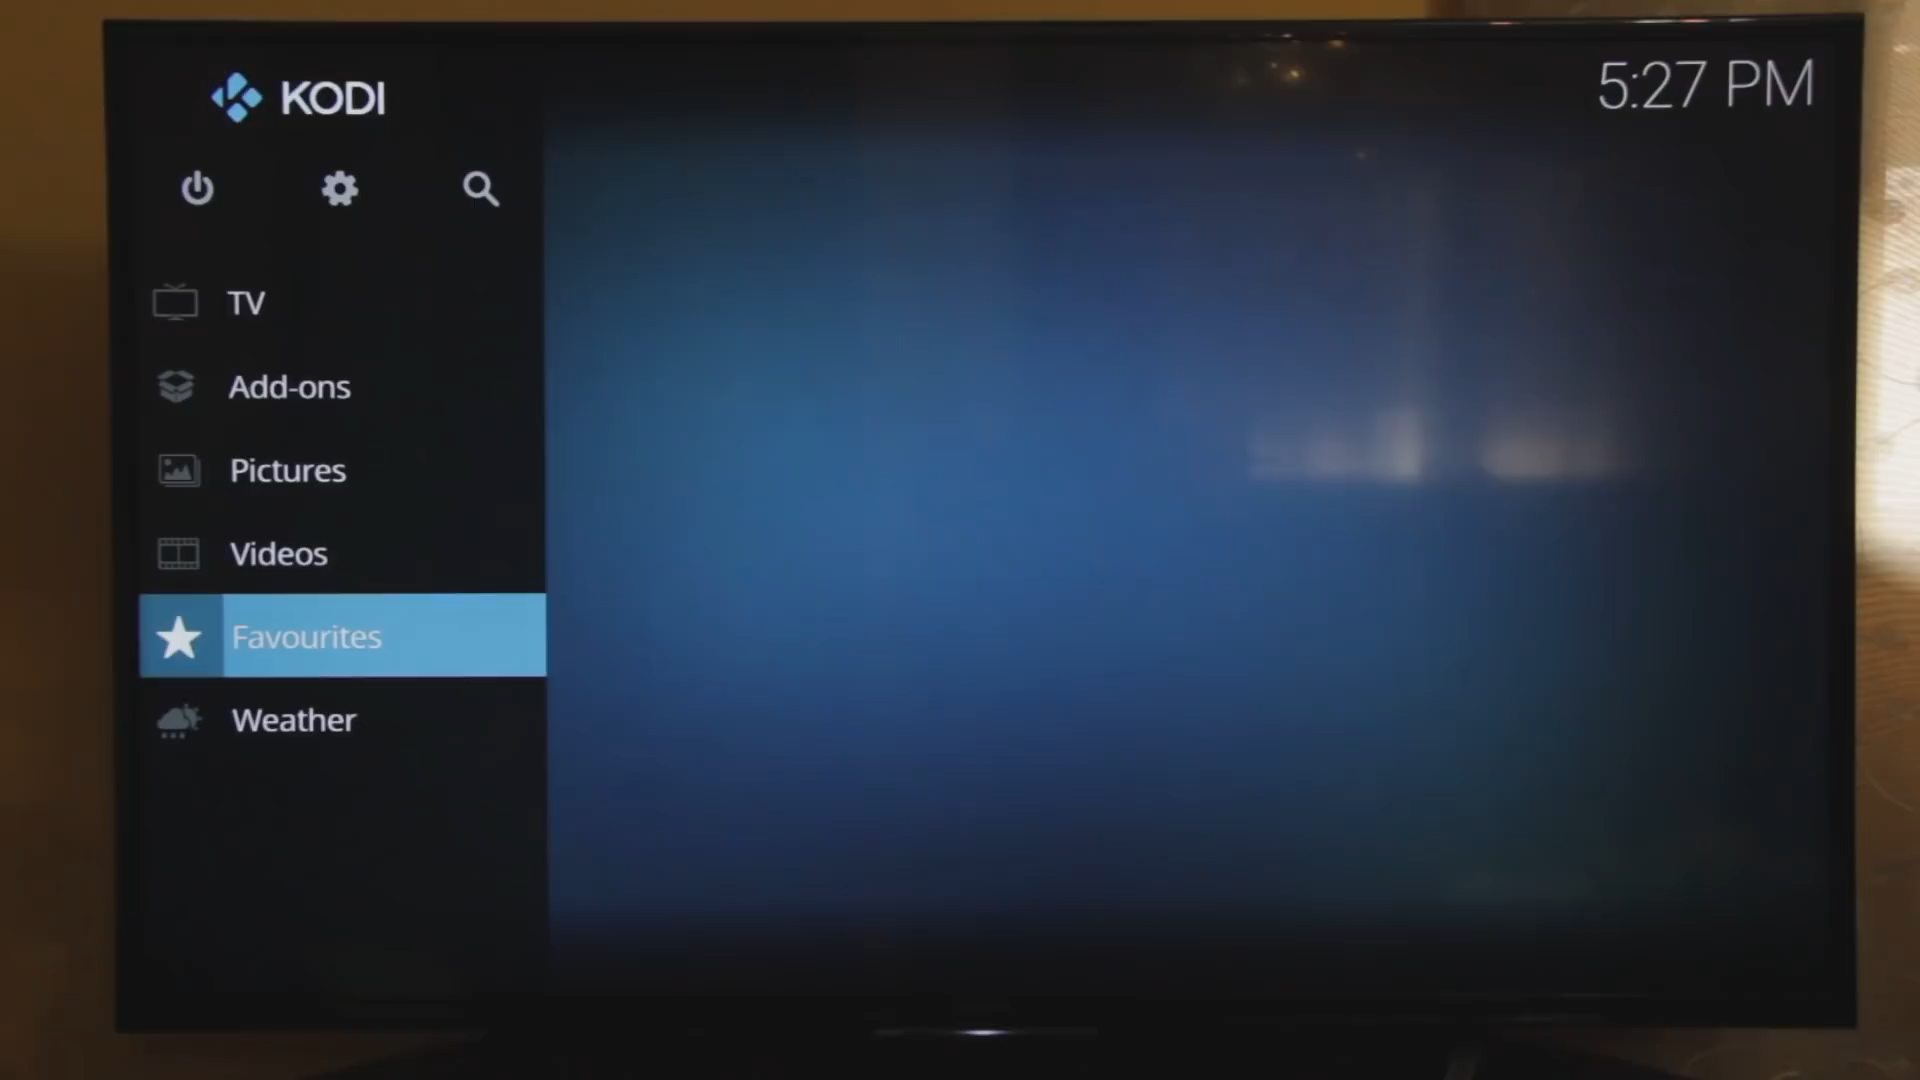 KODI
5:27 PM
TV
Add-ons
Pictures
Videos
Favourites
Weather